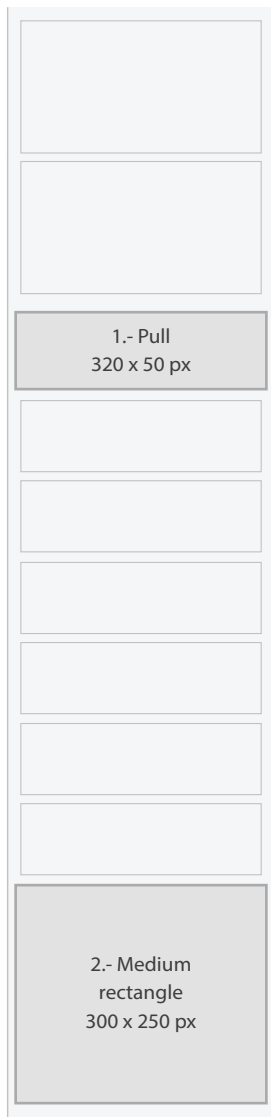 1.- Pull
320 x 50 px
2.- Medium
rectangle
300 x 250 px